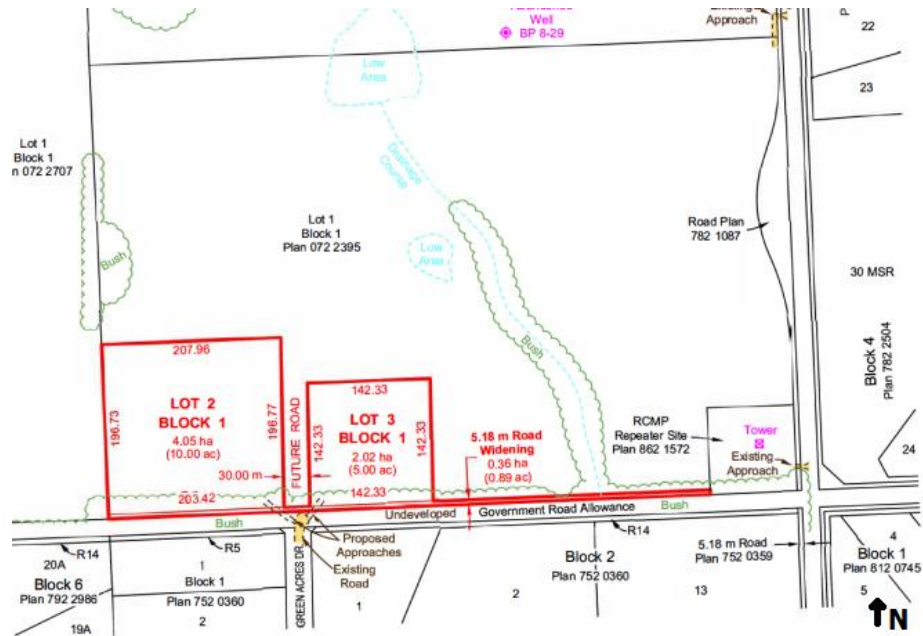 Well
BP 8-29
Existing
Approach
P
22
23
Low
Area
Lot 1
Block 1
n 072 2707
Drainage
Course
Bush
Lot 1
Block 1
Plan 072 2395
Low
Area
Road Plan
782 1087
30 MSR
Block 4
Plan 782 2504
24
207.96
LOT 2
BLOCK 1
4.05 ha
(10.00 ac)
196.73
196.77
203.42
30.00 m
FUTURE ROAD
142.33
LOT 3
BLOCK 1
2.02 ha
(5.00 ac)
142.33
142.33
142.33
5.18 m Road
Widening
0.36 ha
(0.89 ac)
Bush
RCMP
Repeater Site
Plan 862 1572
Tower
Existing
Approach
Bush
Undeveloped
Government Road Allowance
Bush
R14
R5
R14
Proposed
Approaches
Existing
Road
GREEN ACRES DR.
20A
Block 6
Plan 792 2986
19A
1
Block 1
Plan 752 0360
2
1
2
Block 2
Plan 752 0360
13
5.18 m Road
Plan 752 0359
4
Block 1
Plan 812 0745
5
N